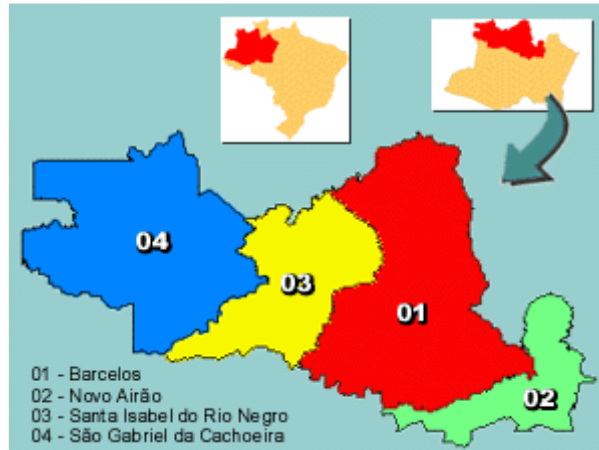 04
03
01
02
01 - Barcelos
02 - Novo Airão
03 - Santa Isabel do Rio Negro
04 - São Gabriel da Cachoeira